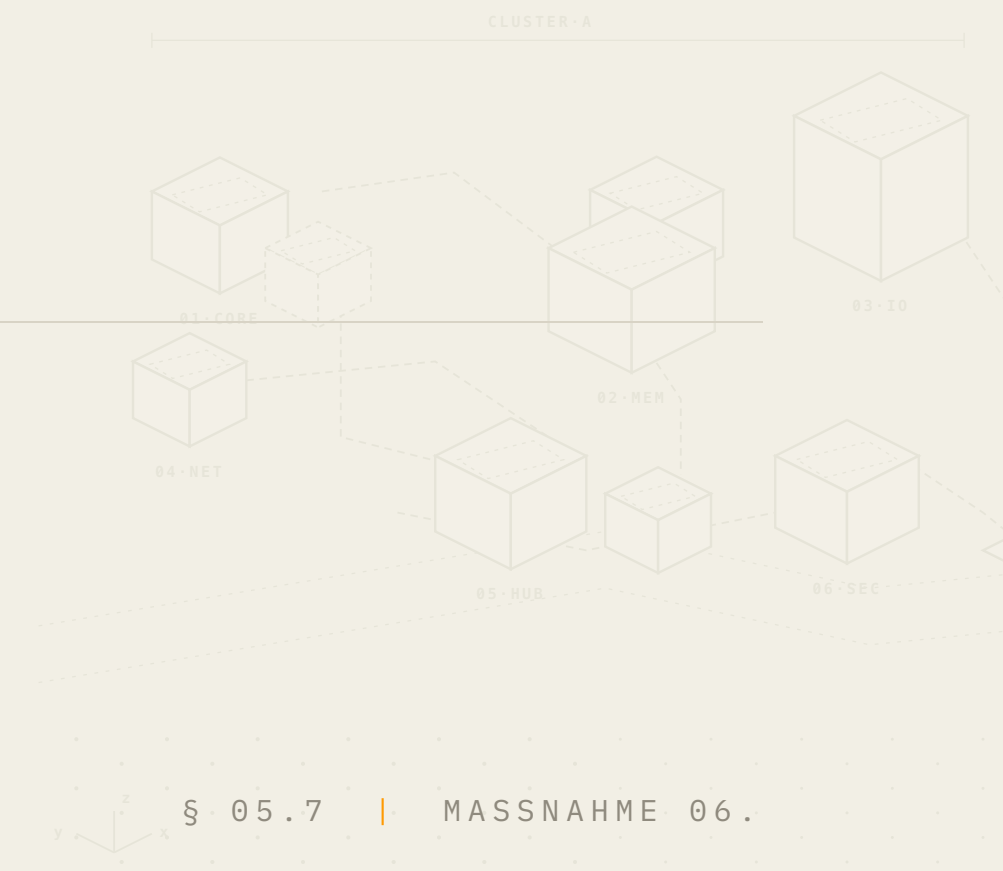 CLUSTER·A
03·IO
01·CORE
02·MEM
04·NET
06·SEC
05·HUB
z
y x
§ 05.7 | MASSNAHME 06.